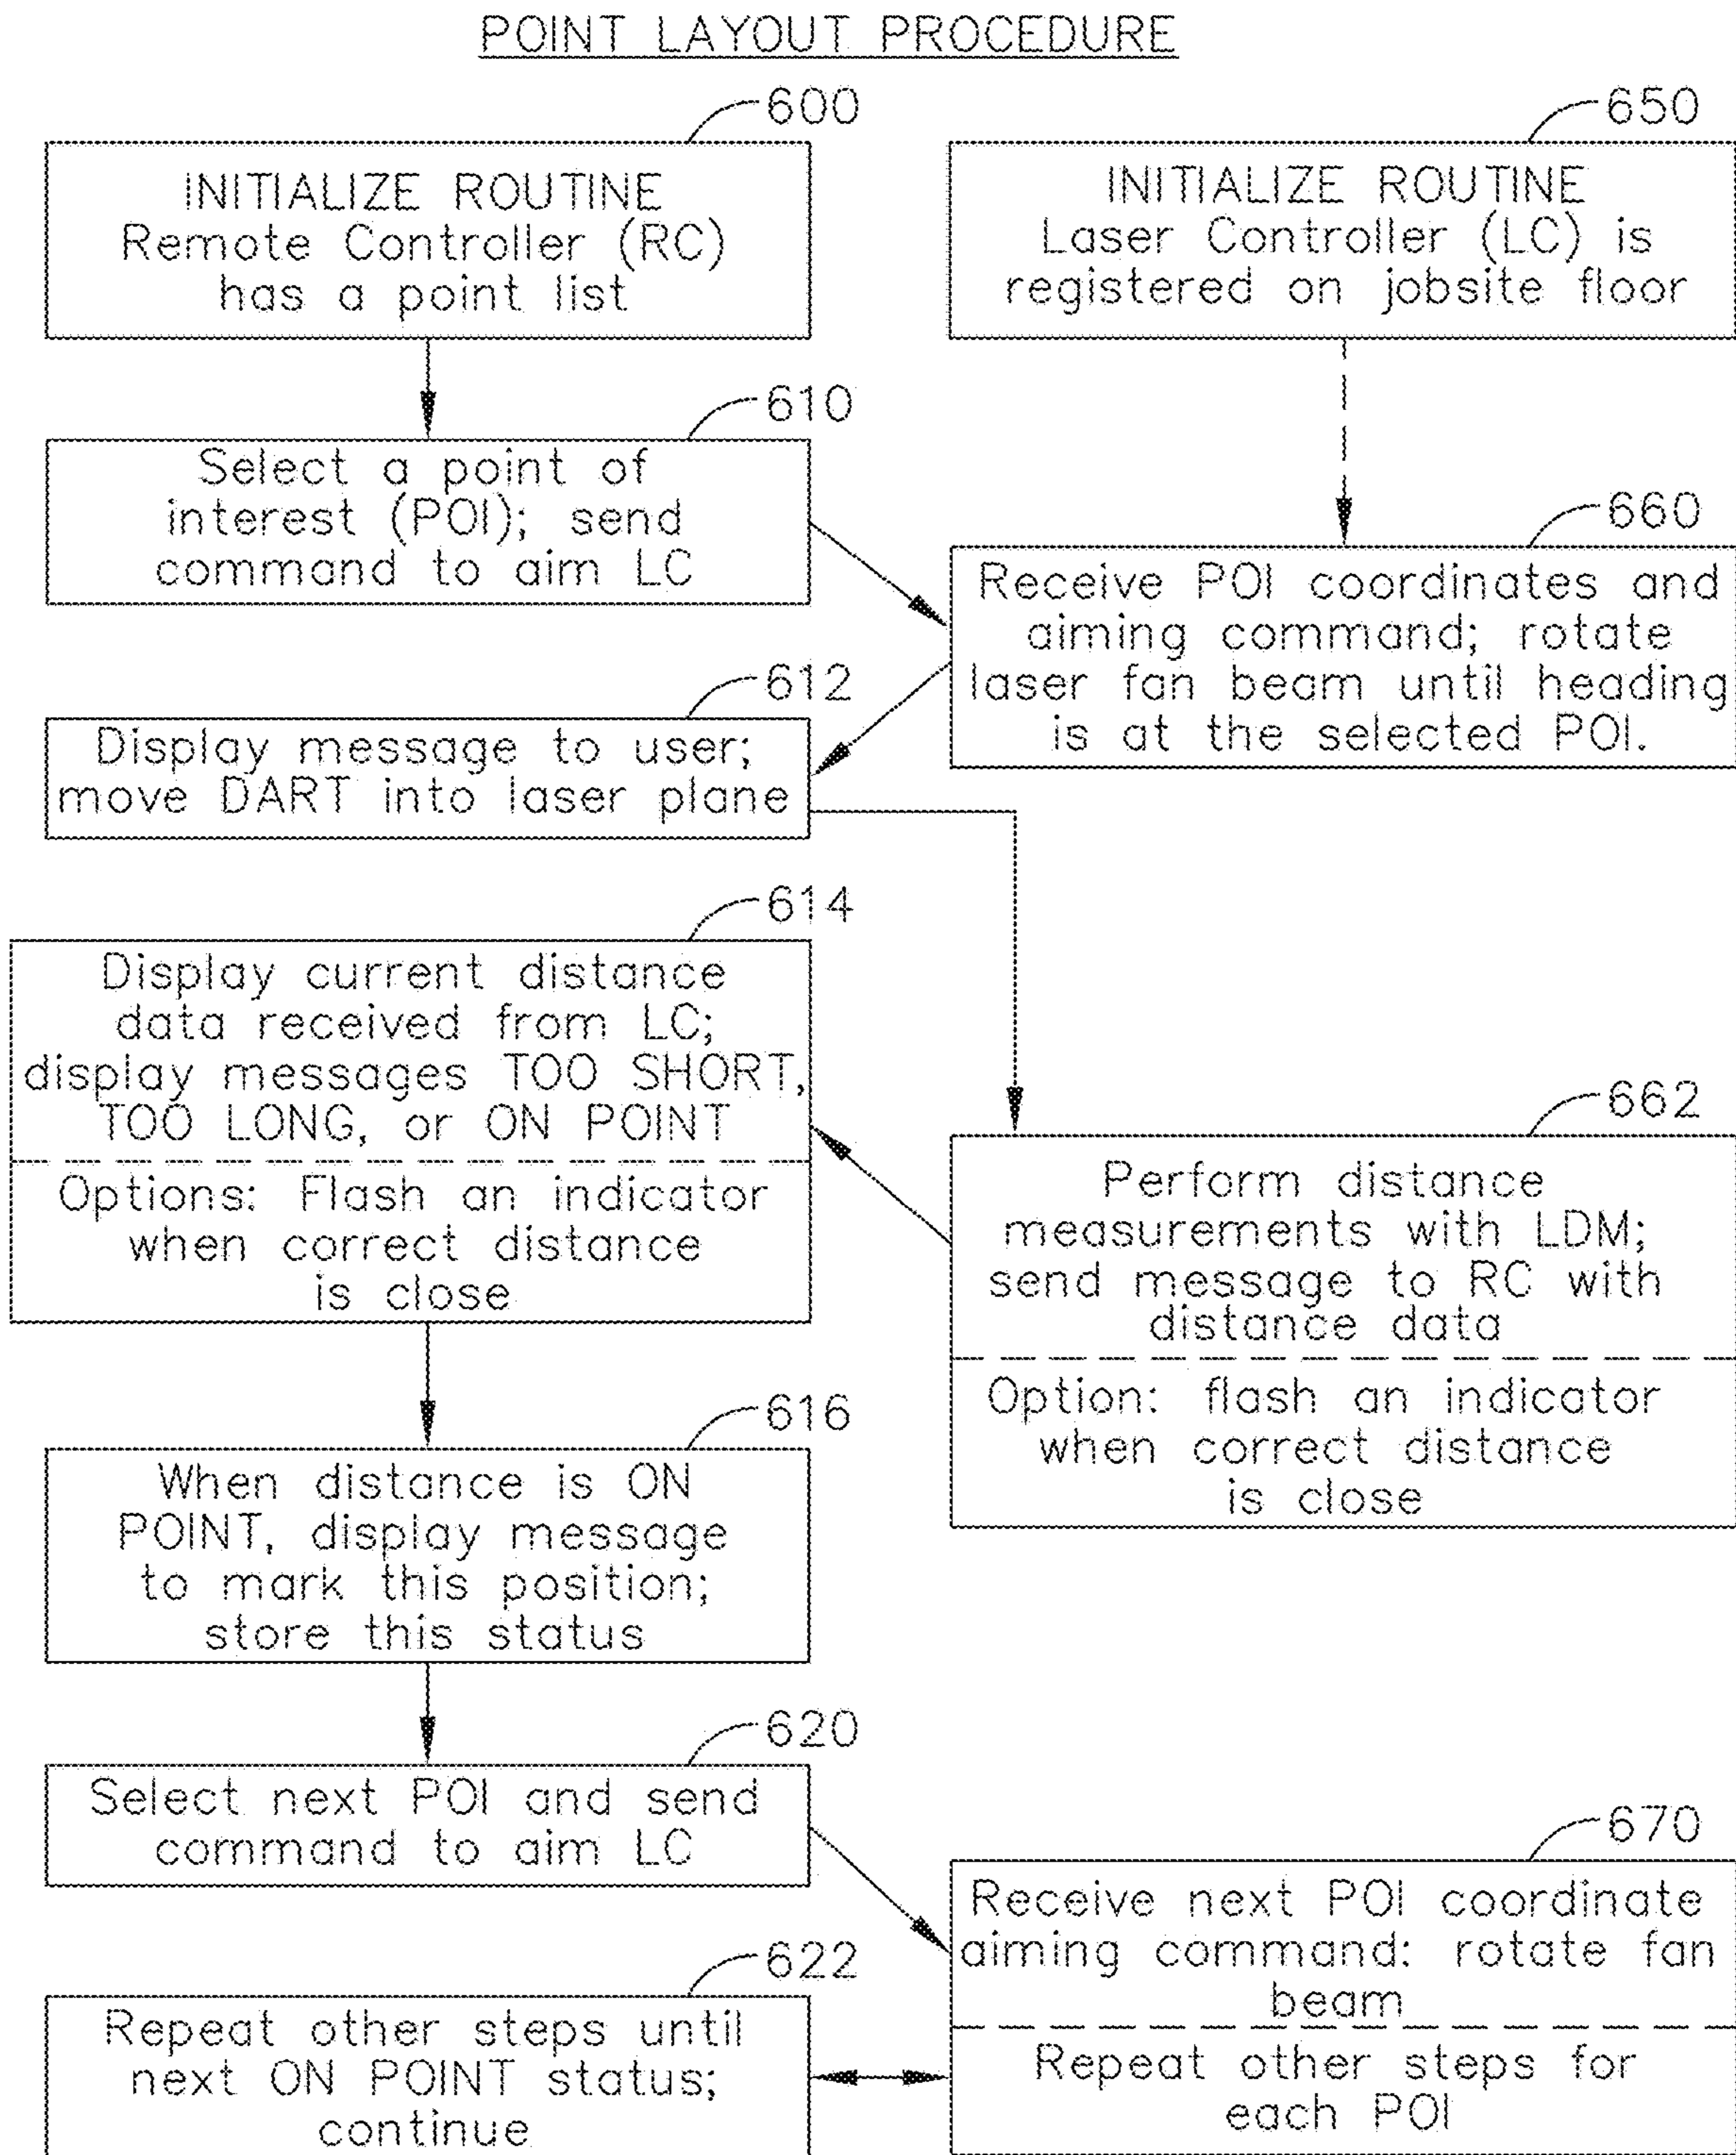 POINT LAYOUT PROCEDURE
600
INITIALIZE ROUTINE
Remote Controller (RC)
has a point list
650
INITIALIZE ROUTINE
Laser Controller (LC) is
registered on jobsite floor
610
Select a point of
interest (POI); send
command to aim LC
660
Receive POI coordinates and
aiming command; rotate
laser fan beam until heading
is at the selected POI.
612
Display message to user;
move DART into laser plane
614
Display current distance
data received from LC;
display messages TOO SHORT,
TOO LONG, or ON POINT
Options: Flash an indicator
when correct distance
is close
662
Perform distance
measurements with LDM;
send message to RC with
distance data
Option: flash an indicator
when correct distance
is close
616
When distance is ON
POINT, display message
to mark this position;
store this status
620
Select next POI and send
command to aim LC
670
Receive next POI coordinate
aiming command: rotate fan
beam
Repeat other steps for
each POI
622
Repeat other steps until
next ON POINT status;
continue